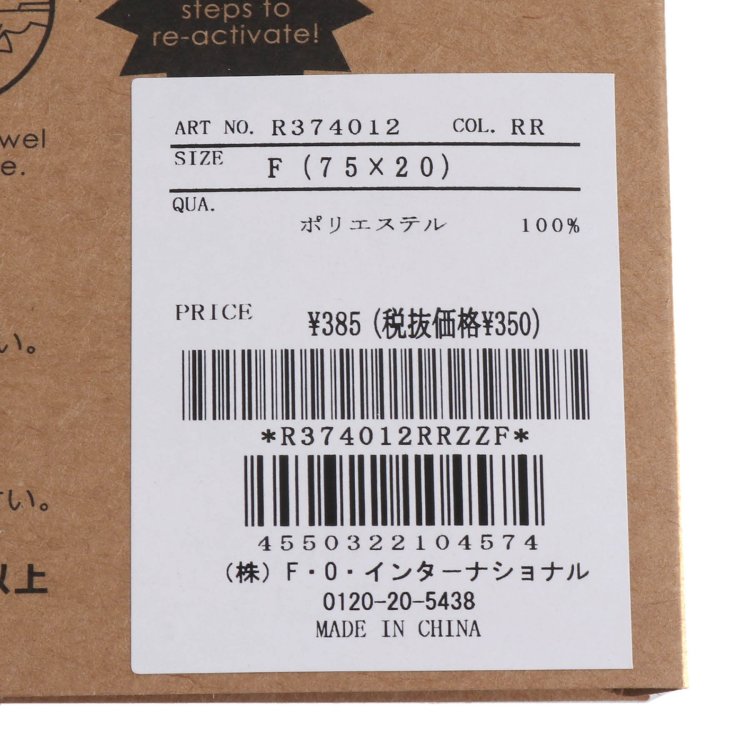 steps to
re-activate!
ART NO. R374012 COL. RR
SIZE F (75×20)
QUA.
ポリエステル 100%
PRICE ¥385 (税抜価格¥350)
*R374012RRZZF*
4550322104574
(株) F・O・インターナショナル
0120-20-5438
MADE IN CHINA
い。
い。
以上